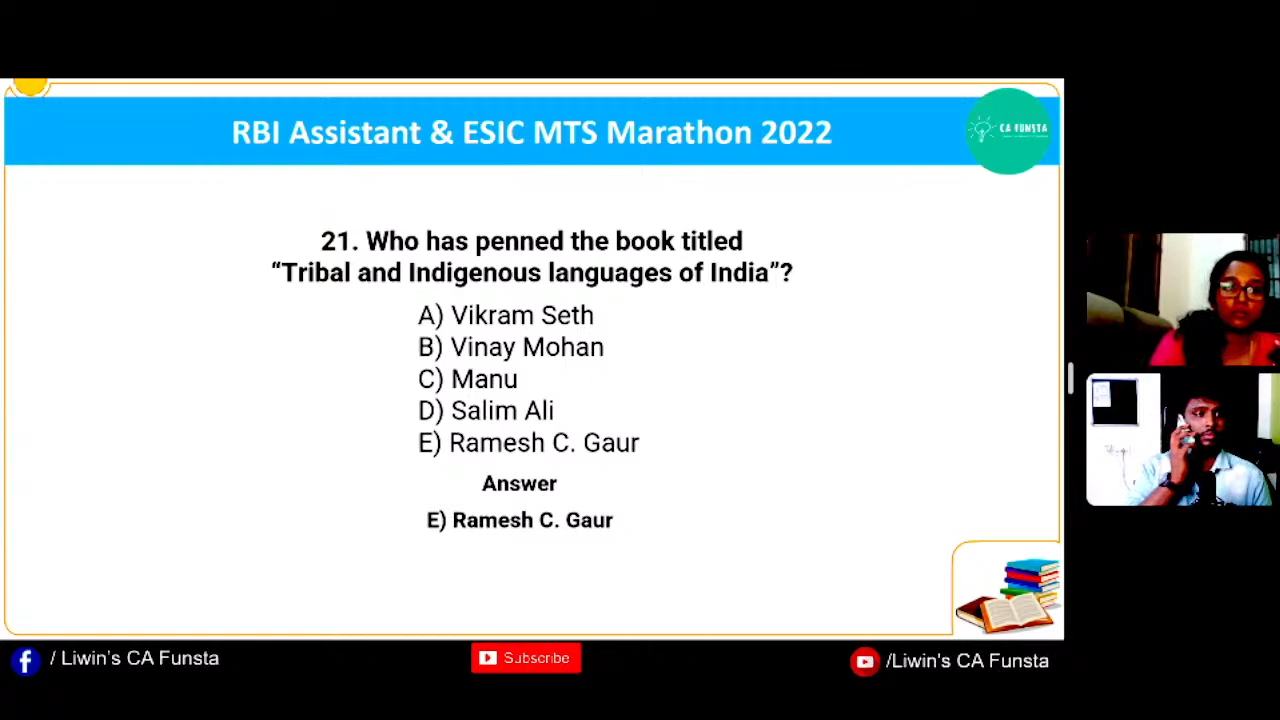 RBI Assistant & ESIC MTS Marathon 2022
CA FUNSTA
21. Who has penned the book titled
“Tribal and Indigenous languages of India”?
A) Vikram Seth
B) Vinay Mohan
C) Manu
D) Salim Ali
E) Ramesh C. Gaur
Answer
E) Ramesh C. Gaur
/ Liwin's CA Funsta
Subscribe
/Liwin's CA Funsta